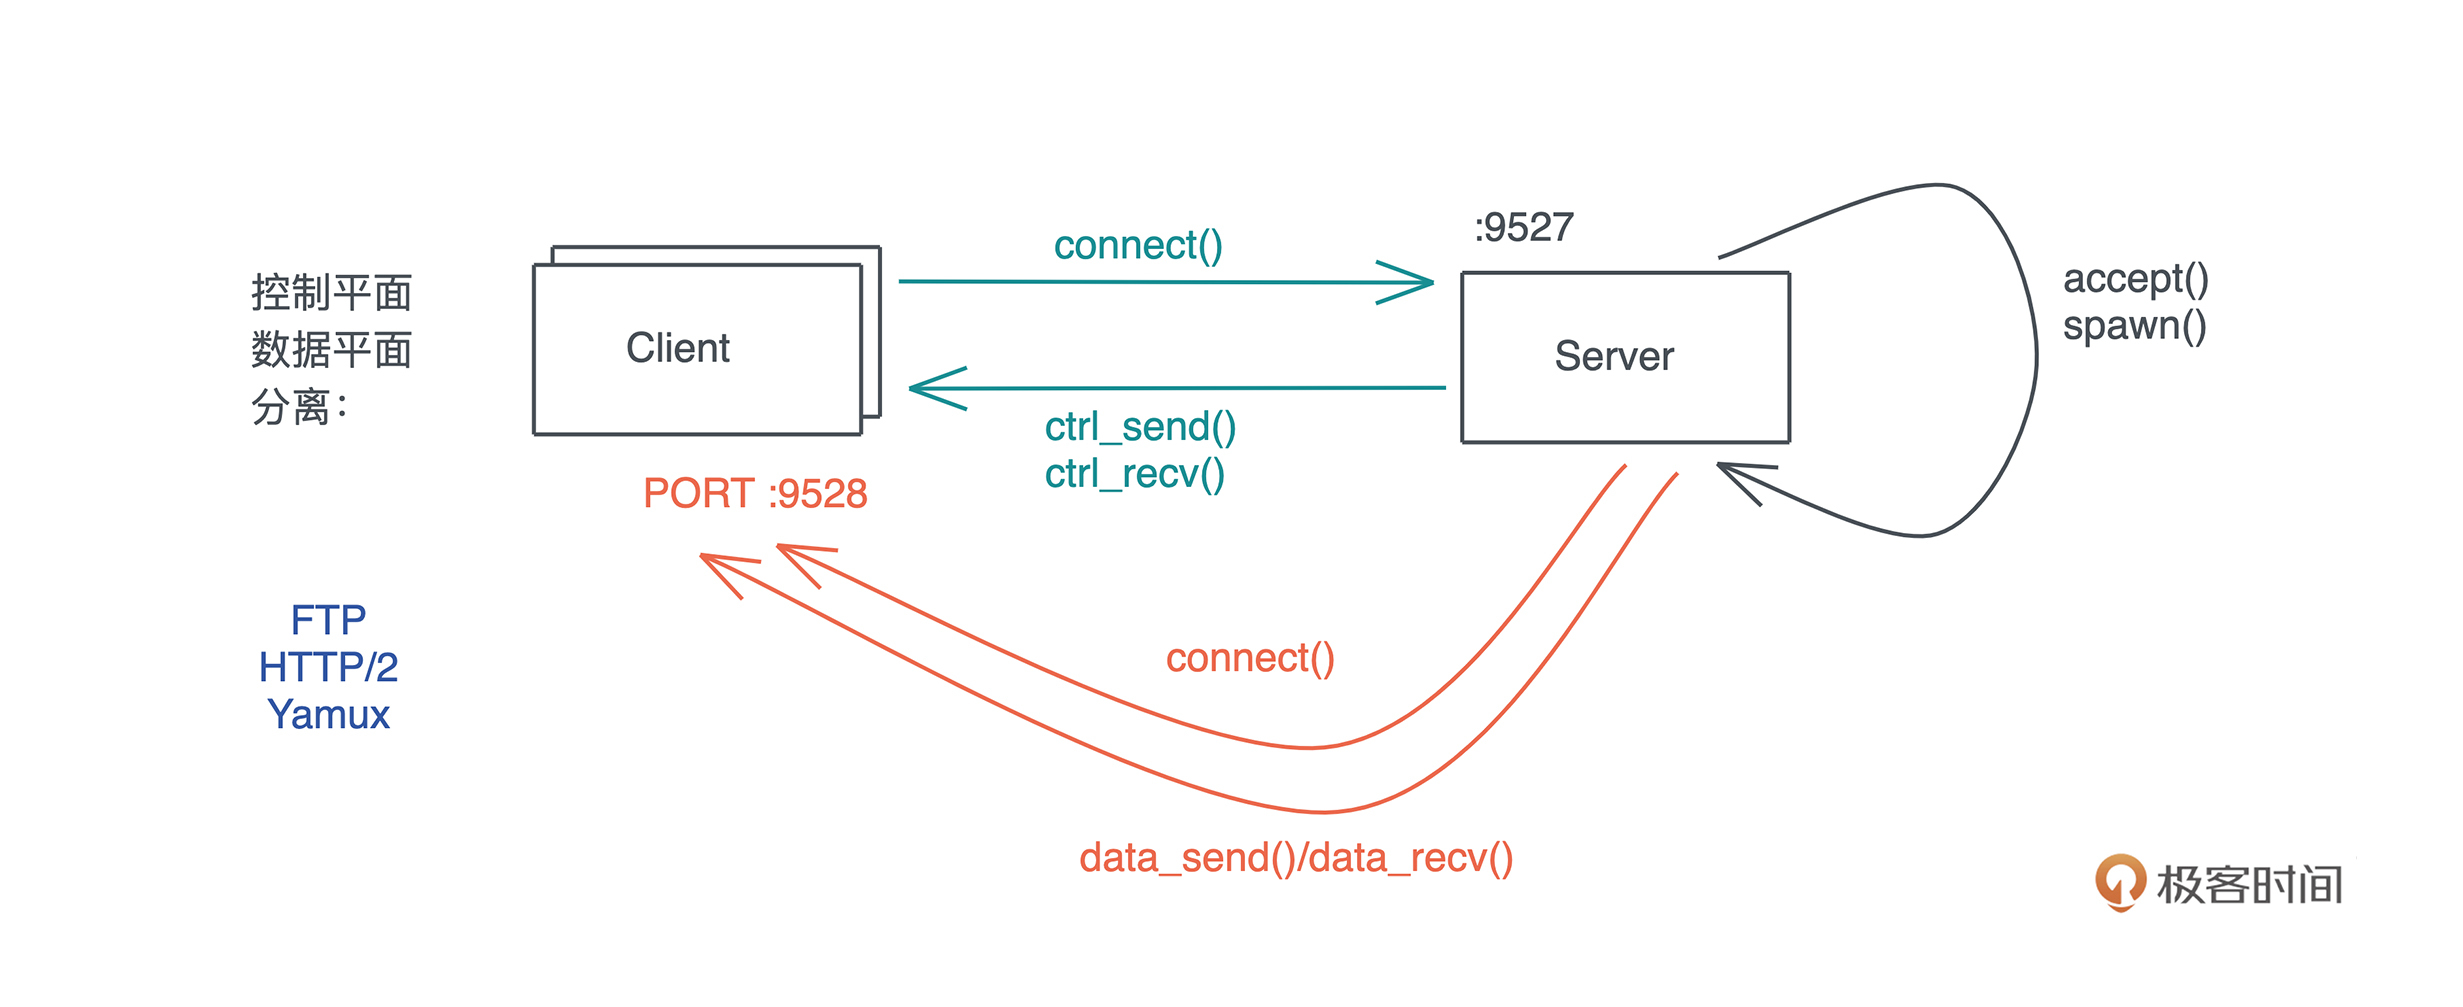 控制平面
数据平面
分离：
Client
connect()
:9527
Server
accept()
spawn()
ctrl_send()
ctrl_recv()
PORT :9528
FTP
HTTP/2
Yamux
connect()
data_send()/data_recv()
极客时间